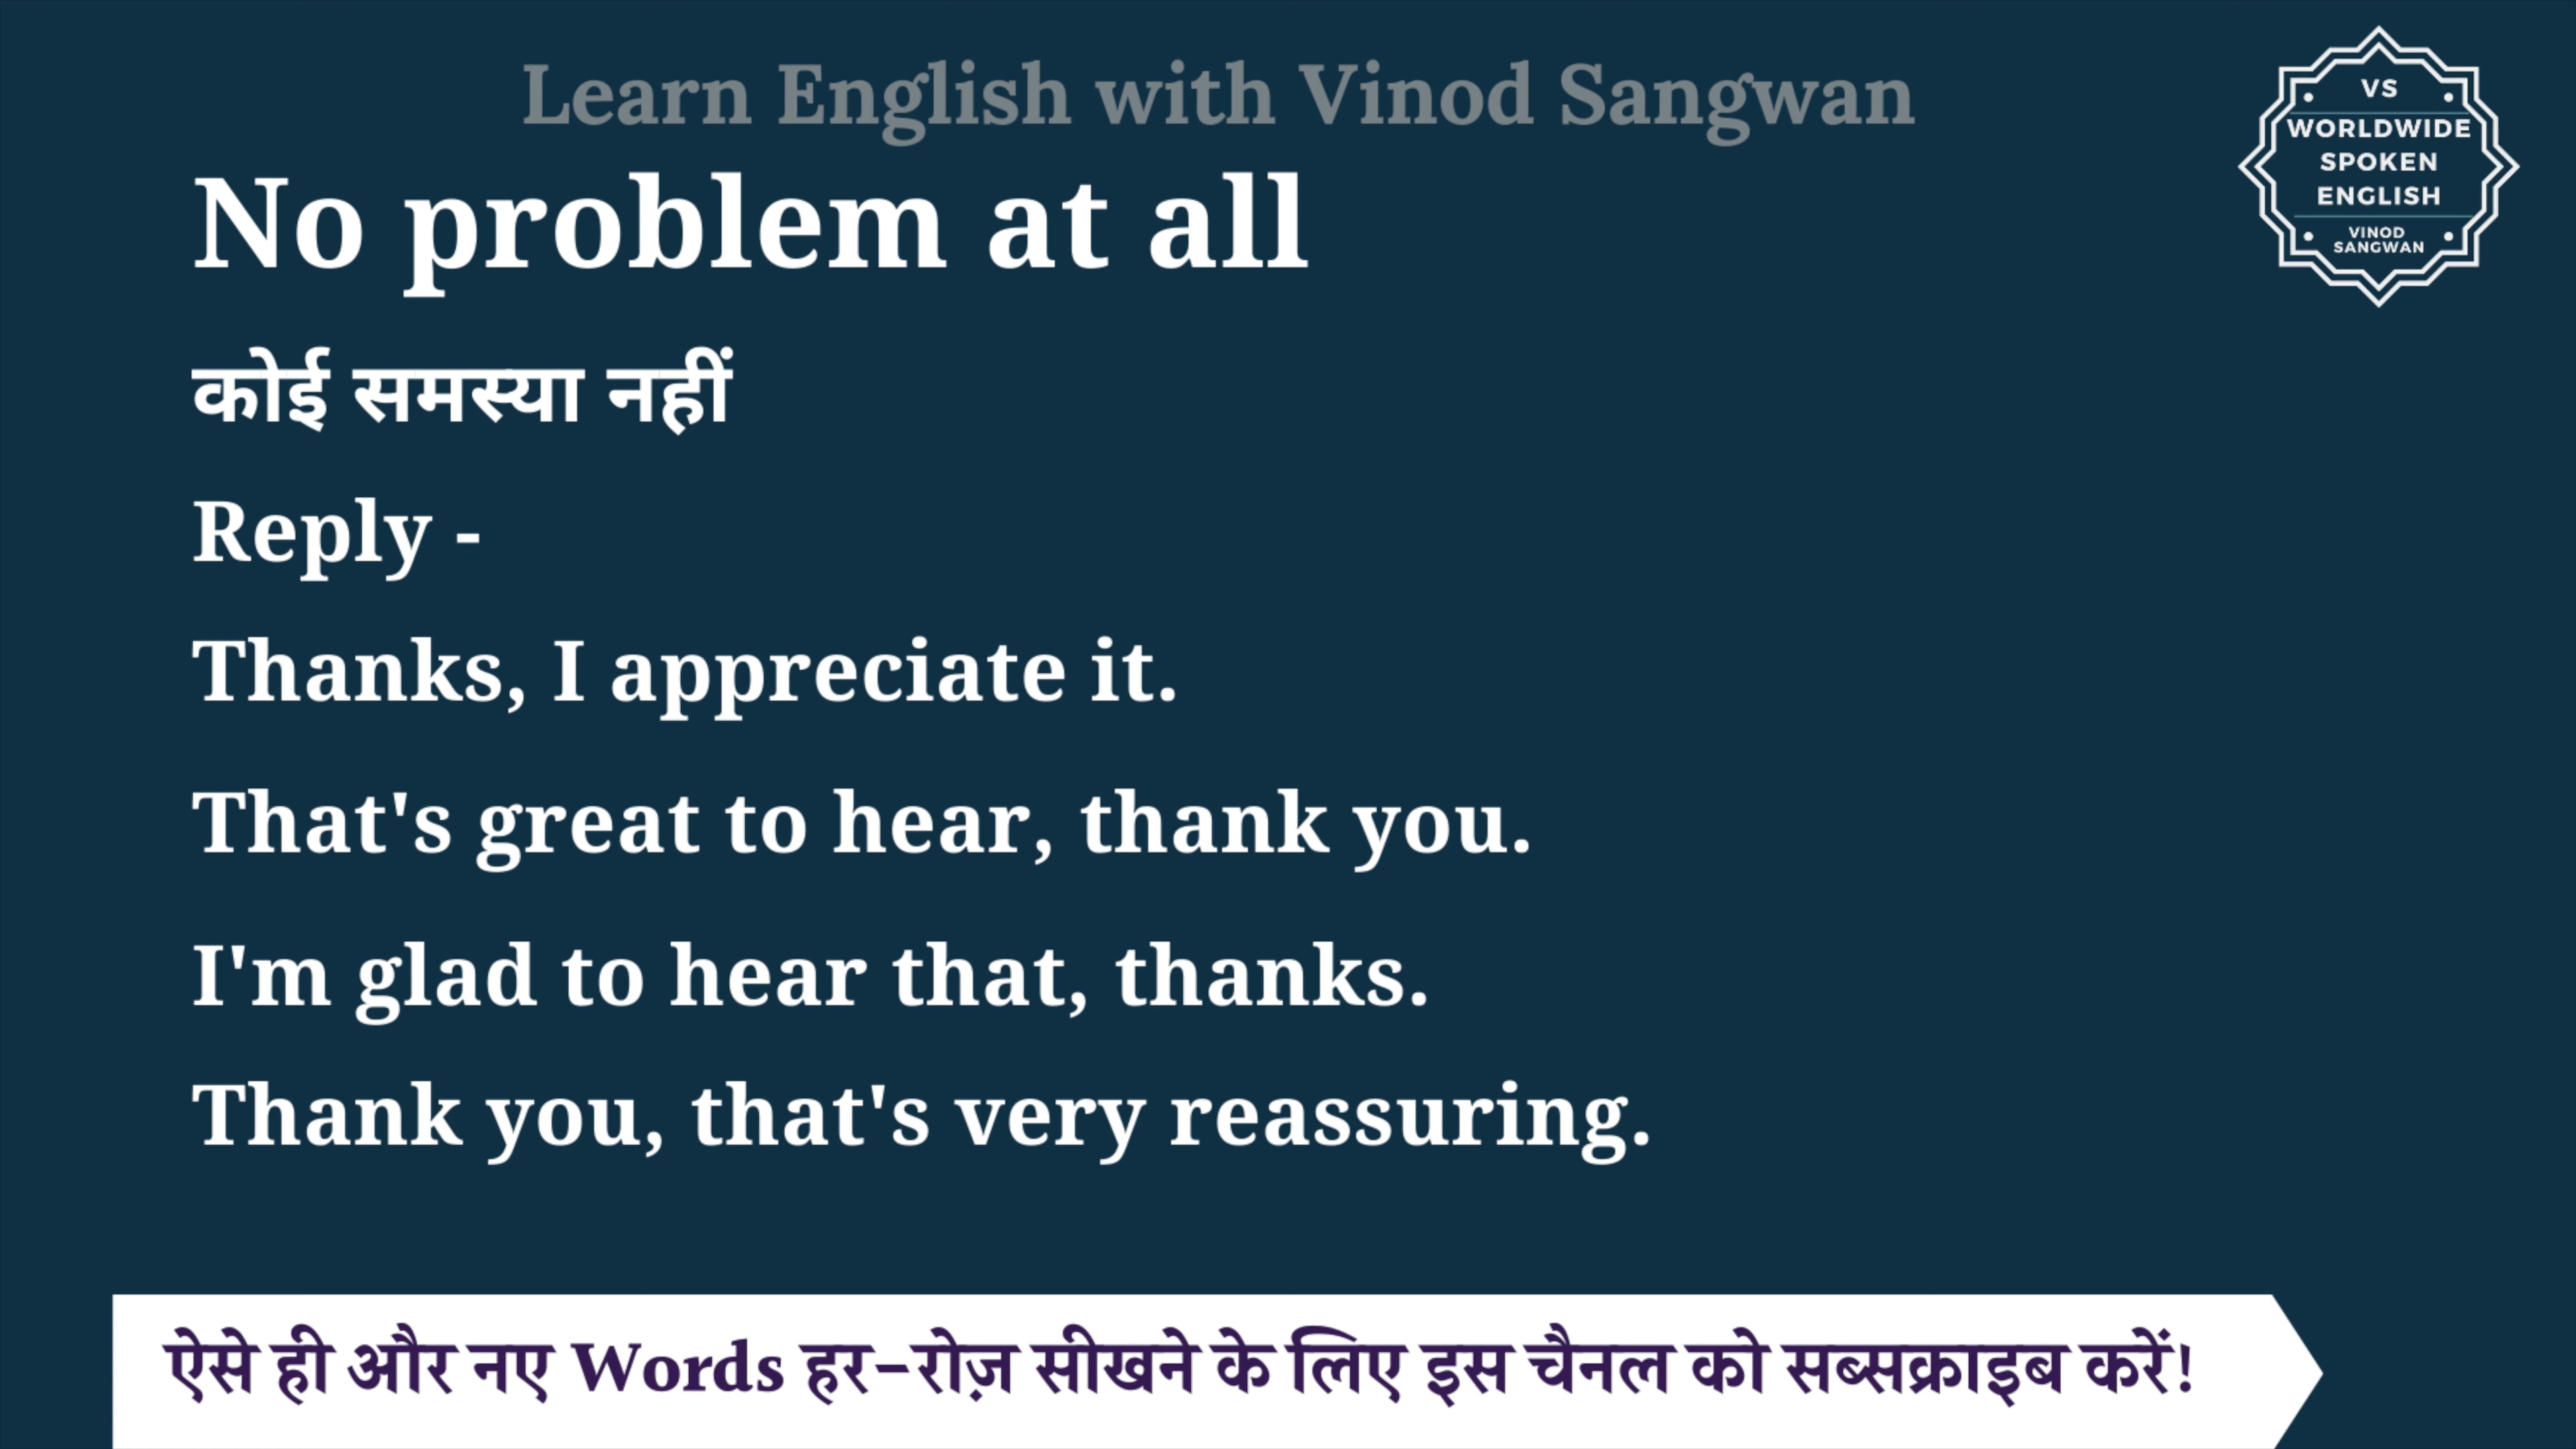 Learn English with Vinod Sangwan
VS
WORLDWIDE
SPOKEN
ENGLISH
VINOD
SANGWAN
No problem at all
कोई समस्या नहीं
Reply -
Thanks, I appreciate it.
That's great to hear, thank you.
I'm glad to hear that, thanks.
Thank you, that's very reassuring.
ऐसे ही और नए Words हर-रोज़ सीखने के लिए इस चैनल को सब्सक्राइब करें!